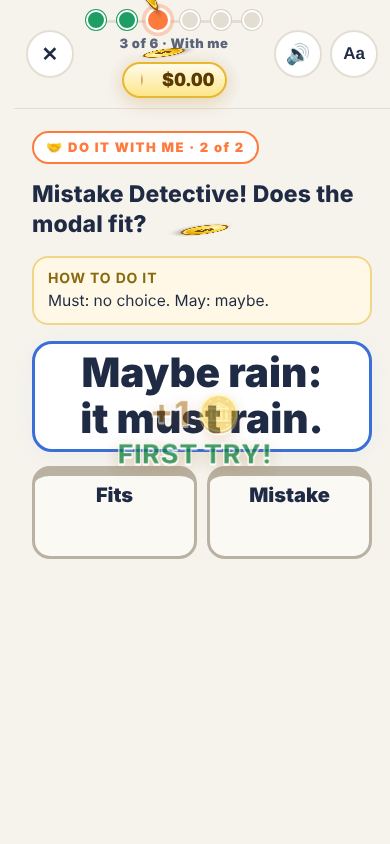 3 of 6 · With me
$0.00
Aa
🤝 DO IT WITH ME · 2 of 2
Mistake Detective! Does the
modal fit?
HOW TO DO IT
Must: no choice. May: maybe.
Maybe rain:
it must rain.
+1
FIRST TRY!
Fits
Mistake